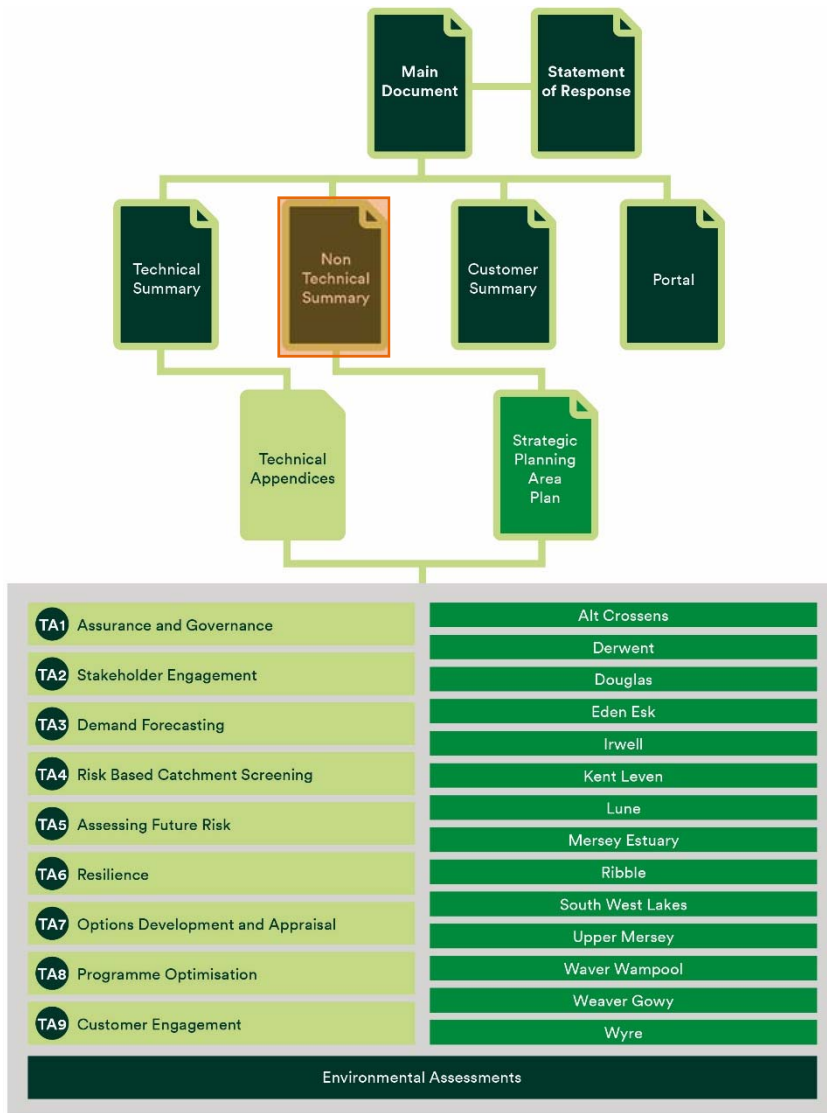 Main
Document
Statement
of Response
Technical
Summary
Non
Technical
Summary
Customer
Summary
Portal
Technical
Appendices
Strategic
Planning
Area
Plan
TA1 Assurance and Governance
TA2 Stakeholder Engagement
TA3 Demand Forecasting
TA4 Risk Based Catchment Screening
TA5 Assessing Future Risk
TA6 Resilience
TA7 Options Development and Appraisal
TA8 Programme Optimisation
TA9 Customer Engagement
Alt Crossens
Derwent
Douglas
Eden Esk
Irwell
Kent Leven
Lune
Mersey Estuary
Ribble
South West Lakes
Upper Mersey
Waver Wampool
Weaver Gowy
Wyre
Environmental Assessments